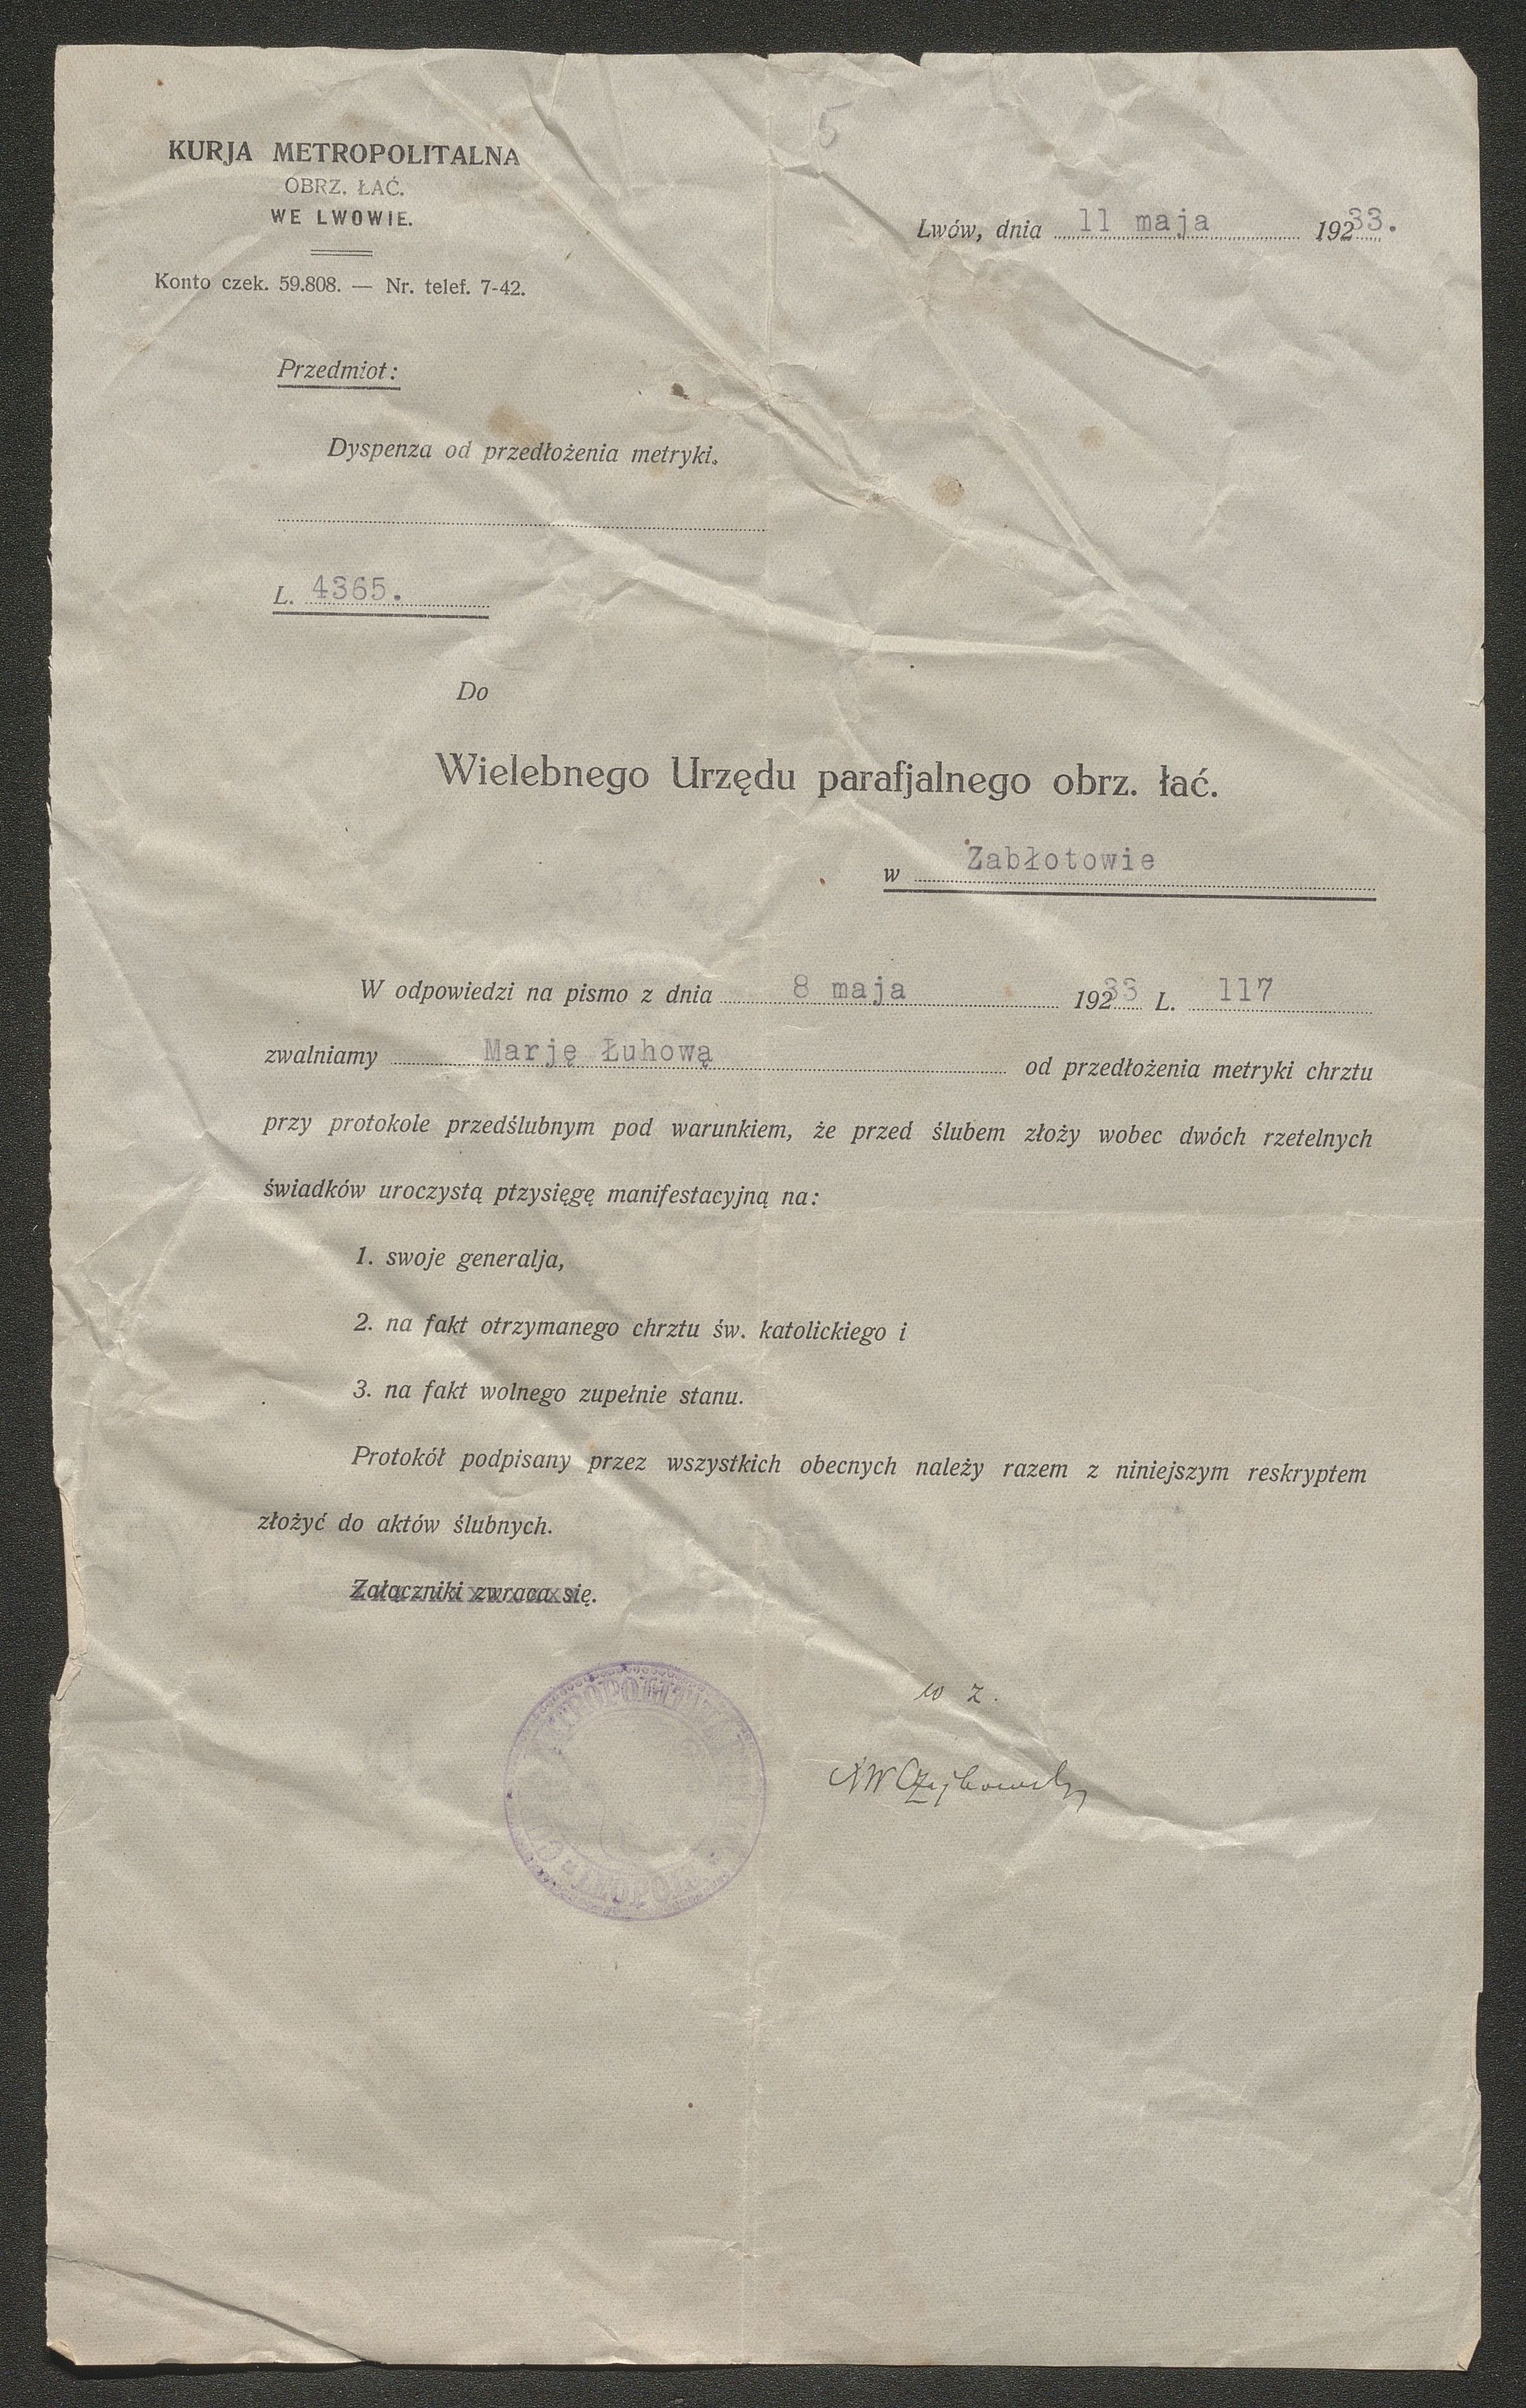 5
KURJA METROPOLITALNA
OBRZ. ŁAĆ.
WE LWOWIE.
Lwów, dnia 11 maja 19233.
Konto czek. 59.808. — Nr. telef. 7-42.
Przedmiot:
Dyspenza od przedłożenia metryki.
L. 4365.
Do
Wielebnego Urzędu parafjalnego obrz. łać.
w Zabłotowie
W odpowiedzi na pismo z dnia 8 maja 19233 L. 117
zwalniamy Marję Łuhową od przedłożenia metryki chrztu
przy protokole przedślubnym pod warunkiem, że przed ślubem złoży wobec dwóch rzetelnych
świadków uroczystą ptzysięgę manifestacyjną na:
1. swoje generalja,
2. na fakt otrzymanego chrztu św. katolickiego i
3. na fakt wolnego zupełnie stanu.
Protokół podpisany przez wszystkich obecnych należy razem z niniejszym reskryptem
złożyć do aktów ślubnych.
Załączniki zwraca się.
w z.